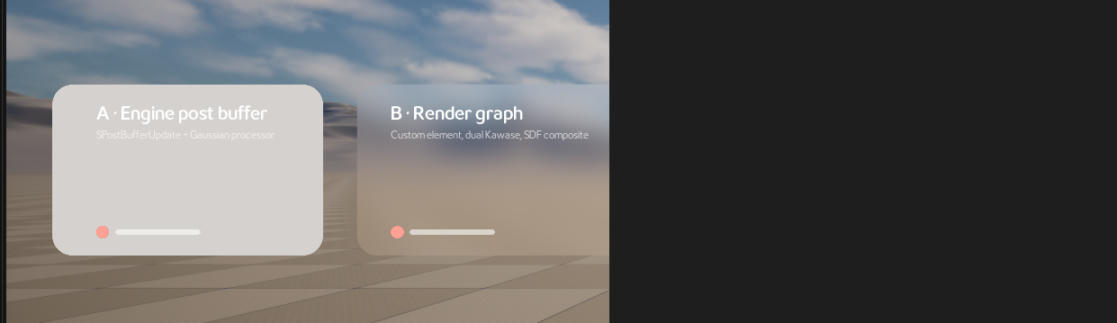 A · Engine post buffer
SPostBufferUpdate + Gaussian processor
B · Render graph
Custom element, dual Kawase, SDF composite